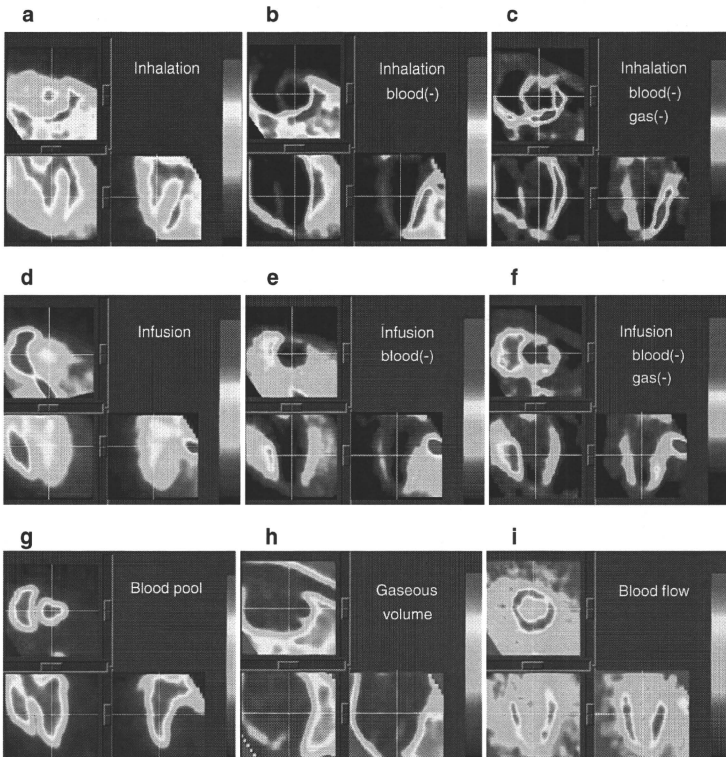 a
b
c
Inhalation
Inhalation
blood(-)
Inhalation
blood(-)
gas(-)
d
e
f
Infusion
Infusion
blood(-)
Infusion
blood(-)
gas(-)
g
h
i
Blood pool
Gaseous
volume
Blood flow